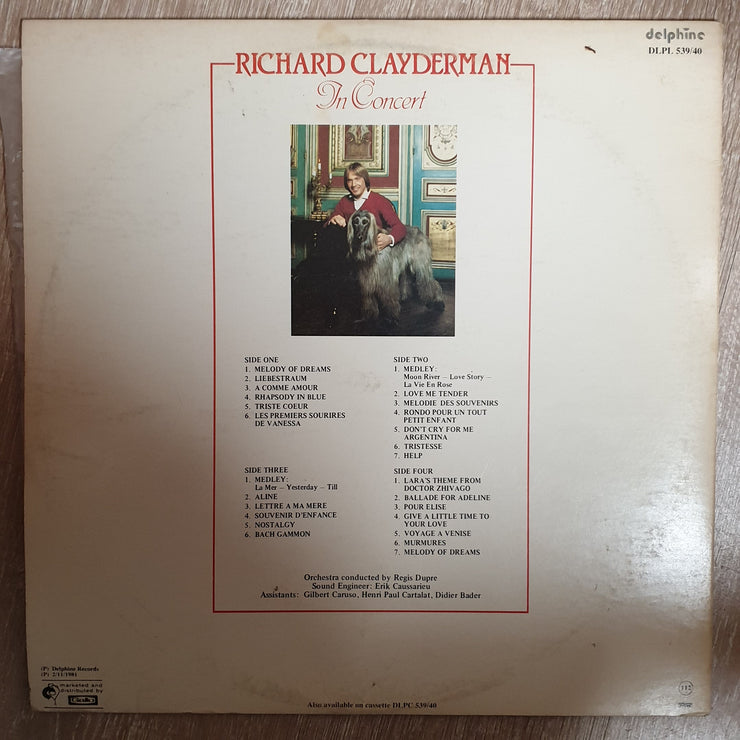 delphine
DLPL 539/40
RICHARD CLAYDERMAN
In Concert
SIDE ONE
1. MELODY OF DREAMS
2. LIEBESTRAUM
3. A COMME AMOUR
4. RHAPSODY IN BLUE
5. TRISTE COEUR
6. LES PREMIERS SOURIRES
DE VANESSA
SIDE TWO
1. MEDLEY:
Moon River – Love Story –
La Vie En Rose
2. LOVE ME TENDER
3. MELODIE DES SOUVENIRS
4. RONDO POUR UN TOUT
PETIT ENFANT
5. DON'T CRY FOR ME
ARGENTINA
6. TRISTESSE
7. HELP
SIDE THREE
1. MEDLEY:
La Mer – Yesterday – Till
2. ALINE
3. LETTRE A MA MERE
4. SOUVENIR D'ENFANCE
5. NOSTALGY
6. BACH GAMMON
SIDE FOUR
1. LARA'S THEME FROM
DOCTOR ZHIVAGO
2. BALLADE FOR ADELINE
3. POUR ELISE
4. GIVE A LITTLE TIME TO
YOUR LOVE
5. VOYAGE A VENISE
6. MURMURES
7. MELODY OF DREAMS
Orchestra conducted by Regis Dupre
Sound Engineer: Erik Caussarieu
Assistants: Gilbert Caruso, Henri Paul Cartalat, Didier Bader
(P) Delphine Records
(P) 2/11/1981
marketed and
distributed by
Also available on cassette DLPC 539/40
112